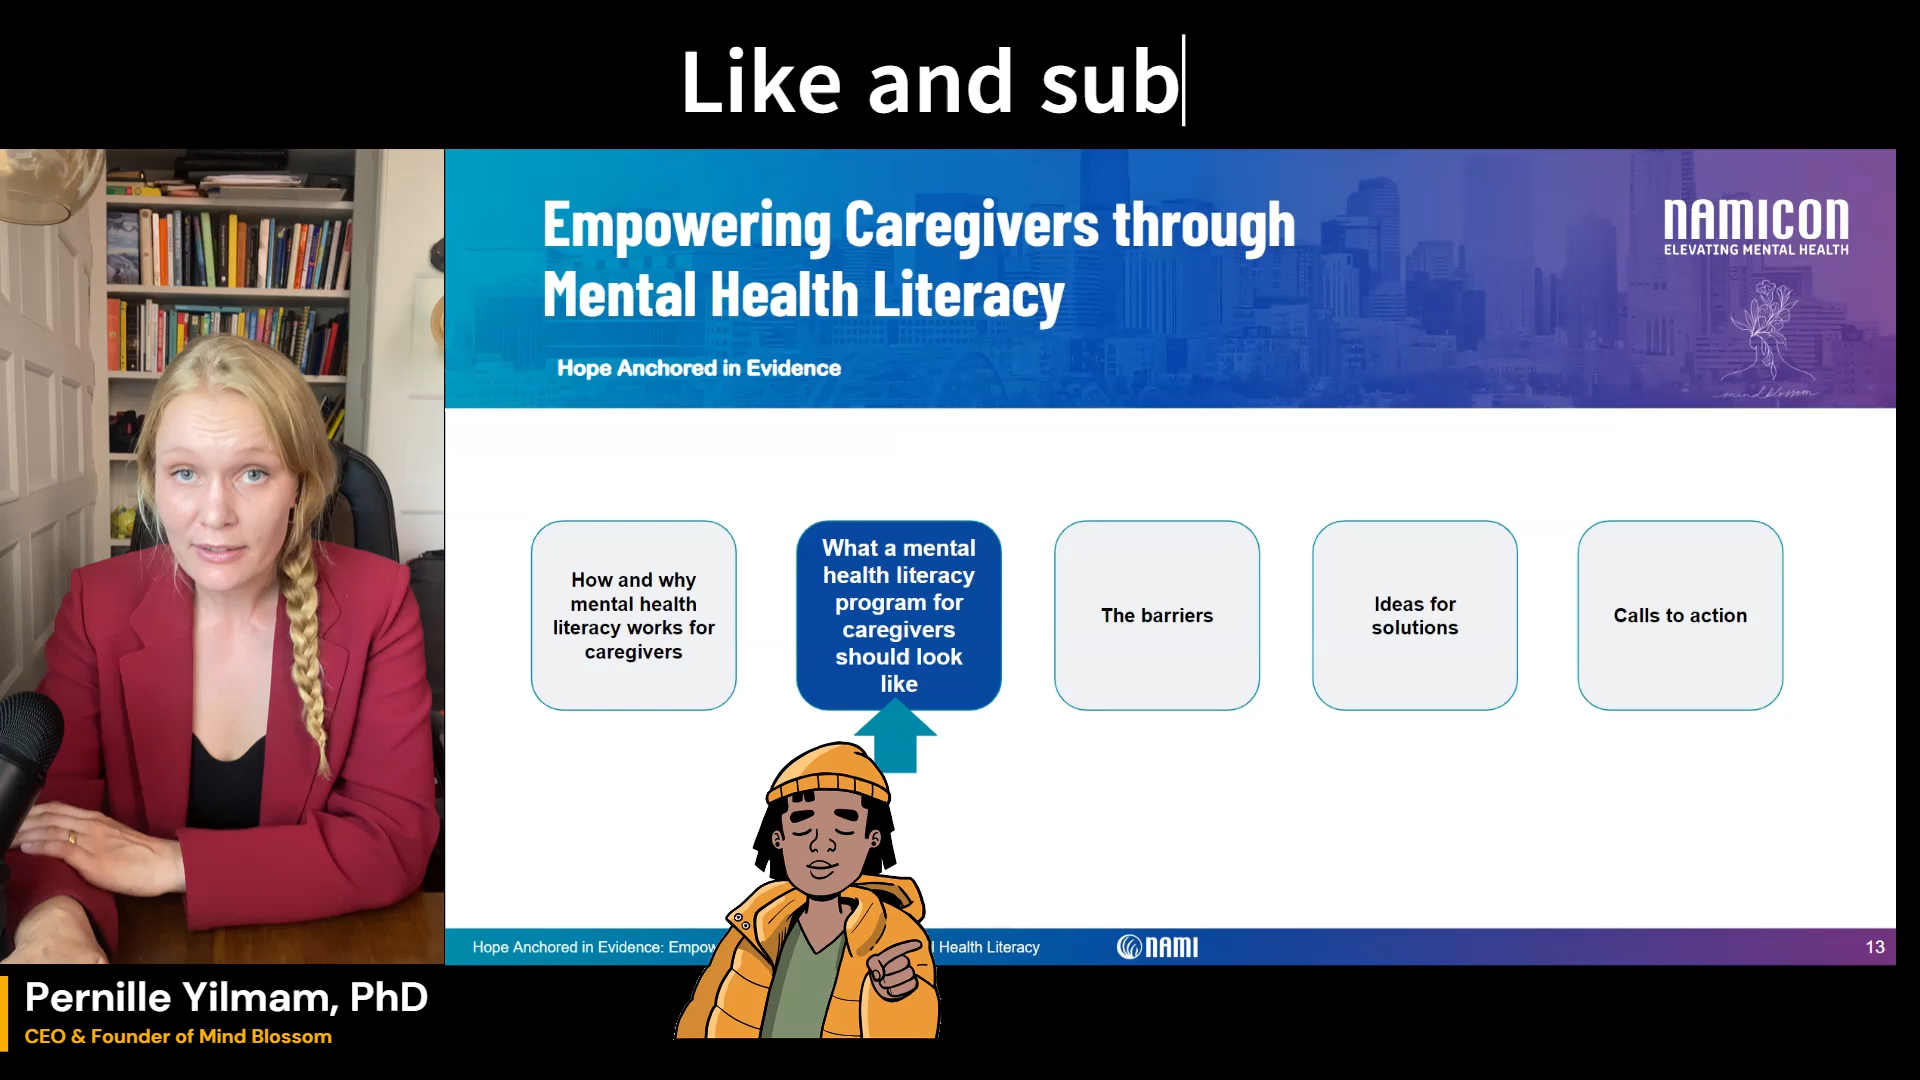 Like and sub
Empowering Caregivers through
Mental Health Literacy
Hope Anchored in Evidence
NAMICON
ELEVATING MENTAL HEALTH
mindblossom
How and why
mental health
literacy works for
caregivers
What a mental
health literacy
program for
caregivers
should look
like
The barriers
Ideas for
solutions
Calls to action
Hope Anchored in Evidence: Empow
l Health Literacy
NAMI
13
Pernille Yilmam, PhD
CEO & Founder of Mind Blossom